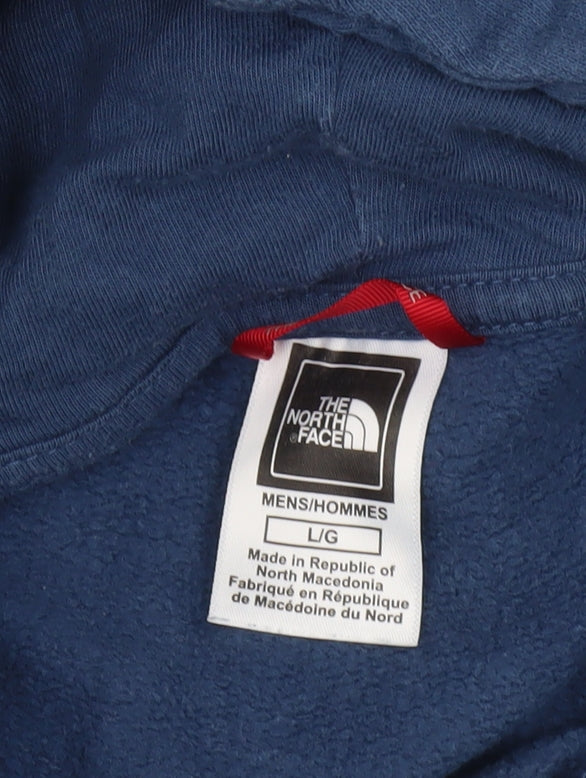 THE
NORTH
®FACE
MENS/HOMMES
L/G
Made in Republic of
North Macedonia
Fabriqué en République
de Macédoine du Nord